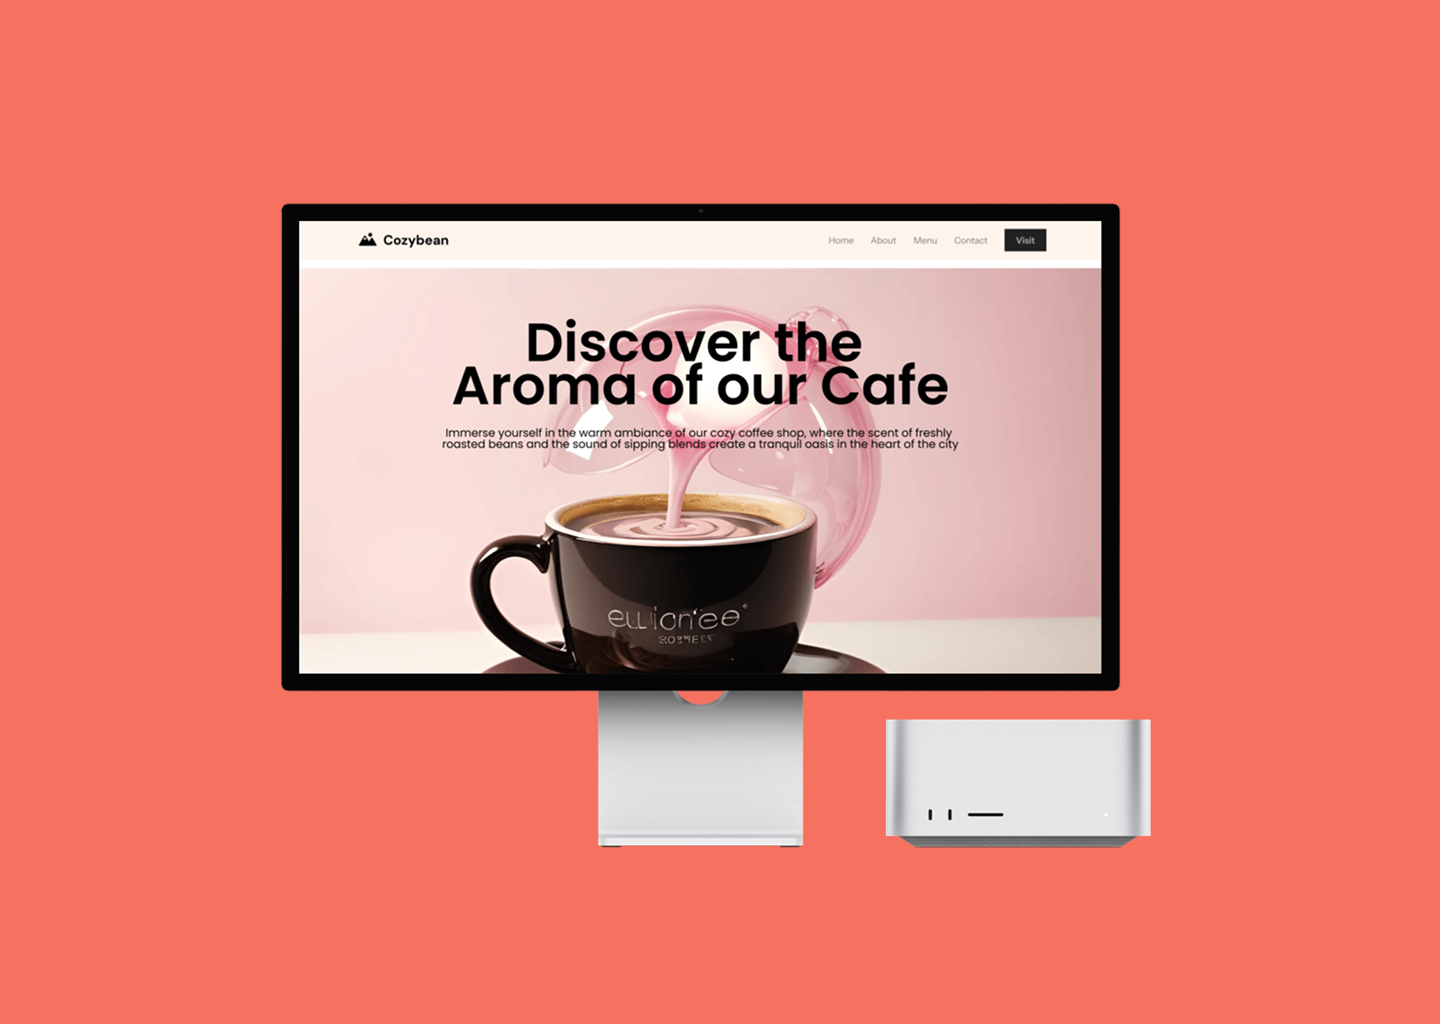 Cozybean
Home About Menu Contact Visit
Discover the
Aroma of our Cafe
Immerse yourself in the warm ambiance of our cozy coffee shop, where the scent of freshly
roasted beans and the sound of sipping blends create a tranquil oasis in the heart of the city